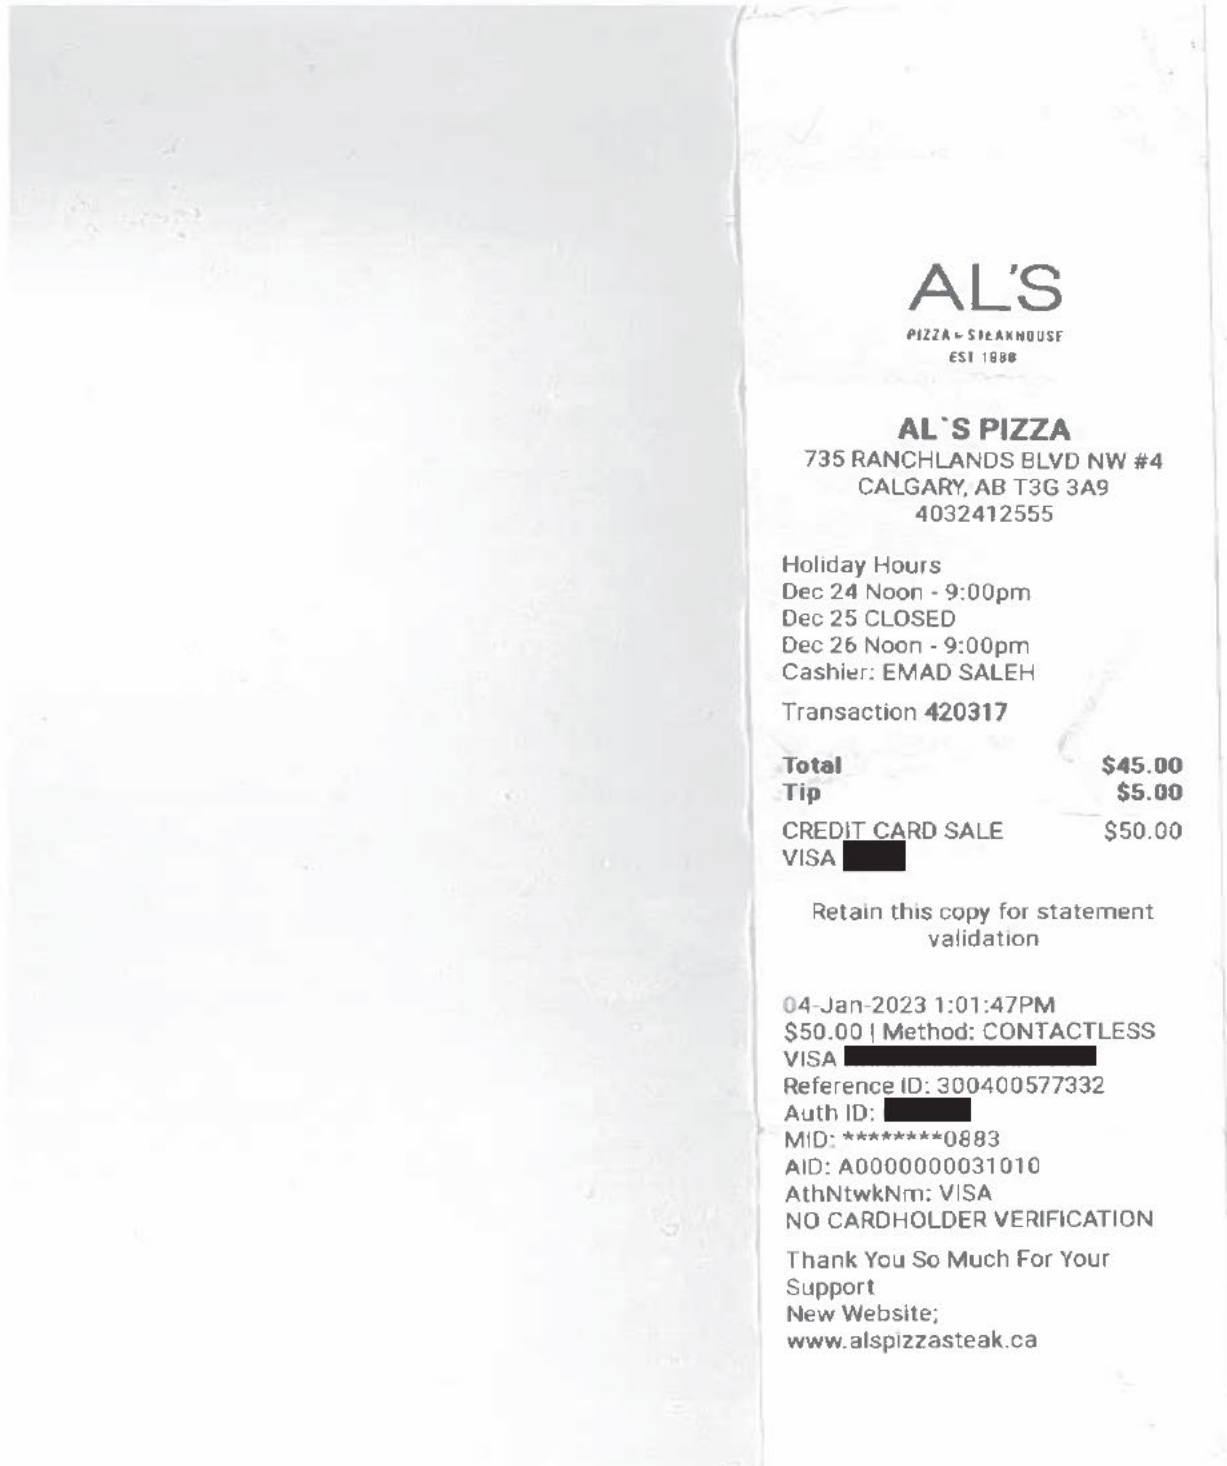 AL'S
PIZZA & STEAKHOUSE
EST 1988
AL`S PIZZA
735 RANCHLANDS BLVD NW #4
CALGARY, AB T3G 3A9
4032412555
Holiday Hours
Dec 24 Noon - 9:00pm
Dec 25 CLOSED
Dec 26 Noon - 9:00pm
Cashier: EMAD SALEH
Transaction 420317
Total $45.00
Tip $5.00
CREDIT CARD SALE $50.00
VISA
Retain this copy for statement
validation
04-Jan-2023 1:01:47PM
$50.00 | Method: CONTACTLESS
VISA
Reference ID: 300400577332
Auth ID:
MID: ********0883
AID: A0000000031010
AthNtwkNm: VISA
NO CARDHOLDER VERIFICATION
Thank You So Much For Your
Support
New Website;
www.alspizzasteak.ca